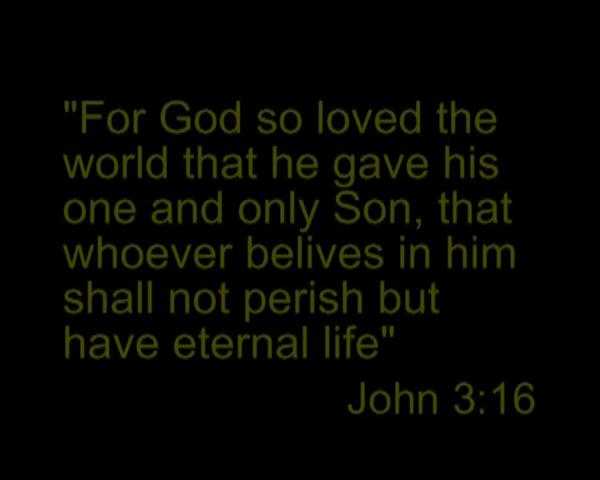 "For God so loved the
world that he gave his
one and only Son, that
whoever belives in him
shall not perish but
have eternal life"
John 3:16